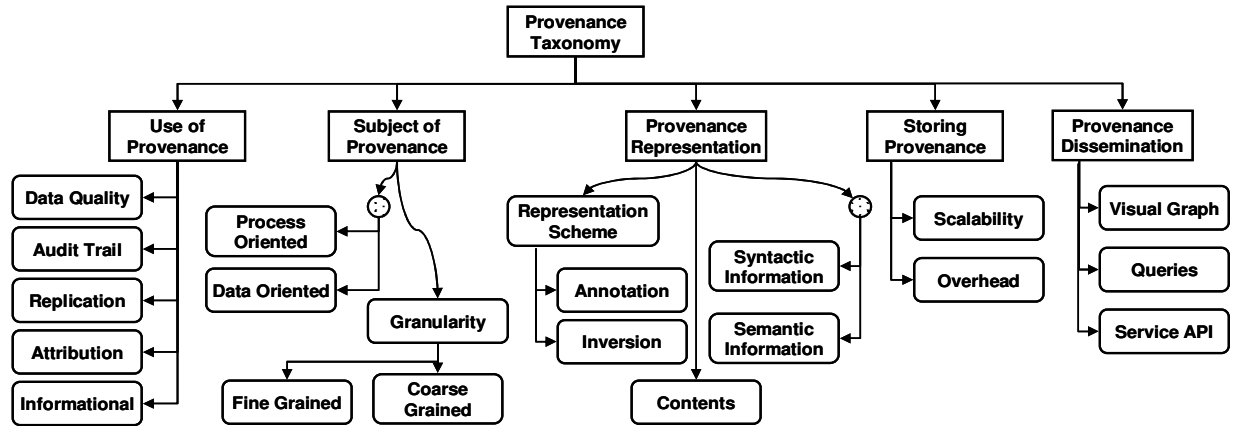 Provenance
Taxonomy
Use of
Provenance
Subject of
Provenance
Provenance
Representation
Storing
Provenance
Provenance
Dissemination
Data Quality
Audit Trail
Replication
Attribution
Informational
Process
Oriented
Data Oriented
Granularity
Fine Grained
Coarse
Grained
Representation
Scheme
Annotation
Inversion
Contents
Syntactic
Information
Semantic
Information
Scalability
Overhead
Visual Graph
Queries
Service API